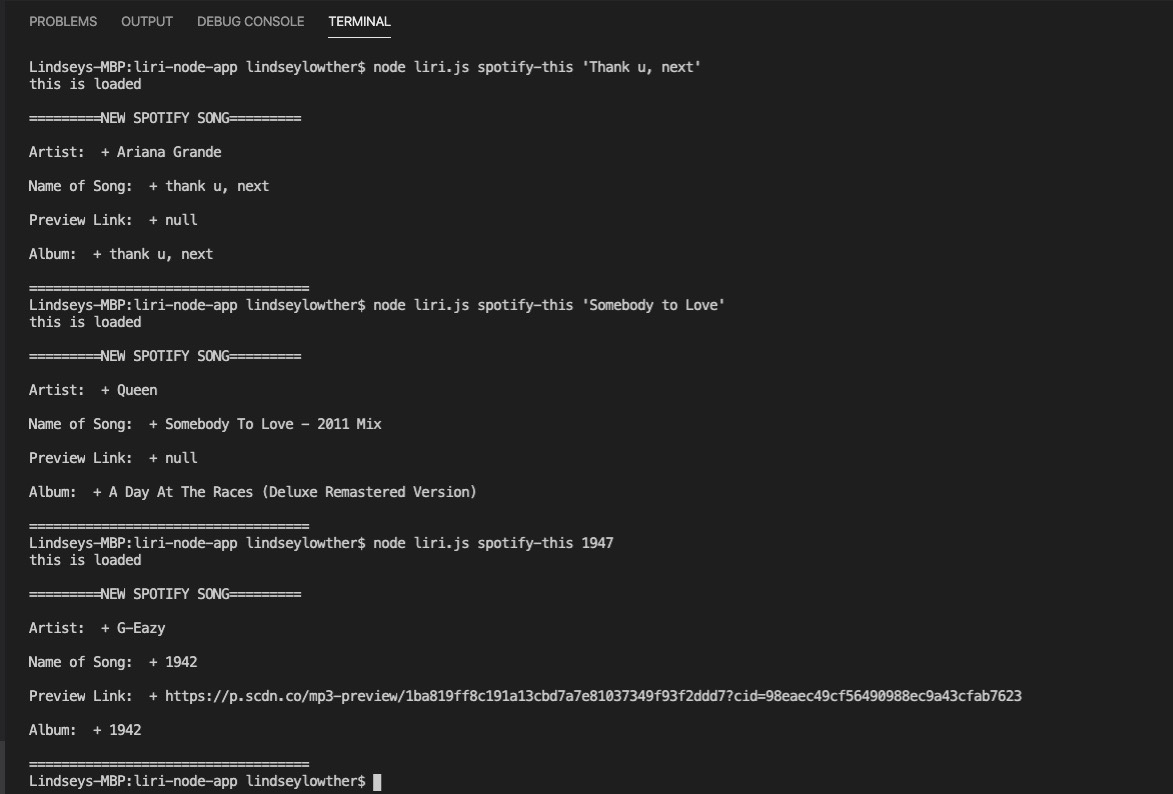 PROBLEMS OUTPUT DEBUG CONSOLE TERMINAL
Lindseys-MBP:liri-node-app lindseylowther$ node liri.js spotify-this 'Thank u, next'
this is loaded
=========NEW SPOTIFY SONG=========
Artist:  + Ariana Grande
Name of Song:  + thank u, next
Preview Link:  + null
Album:  + thank u, next
===================================
Lindseys-MBP:liri-node-app lindseylowther$ node liri.js spotify-this 'Somebody to Love'
this is loaded
=========NEW SPOTIFY SONG=========
Artist:  + Queen
Name of Song:  + Somebody To Love - 2011 Mix
Preview Link:  + null
Album:  + A Day At The Races (Deluxe Remastered Version)
===================================
Lindseys-MBP:liri-node-app lindseylowther$ node liri.js spotify-this 1947
this is loaded
=========NEW SPOTIFY SONG=========
Artist:  + G-Eazy
Name of Song:  + 1942
Preview Link:  + https://p.scdn.co/mp3-preview/1ba819ff8c191a13cbd7a7e81037349f93f2ddd7?cid=98eaec49cf56490988ec9a43cfab7623
Album:  + 1942
===================================
Lindseys-MBP:liri-node-app lindseylowther$